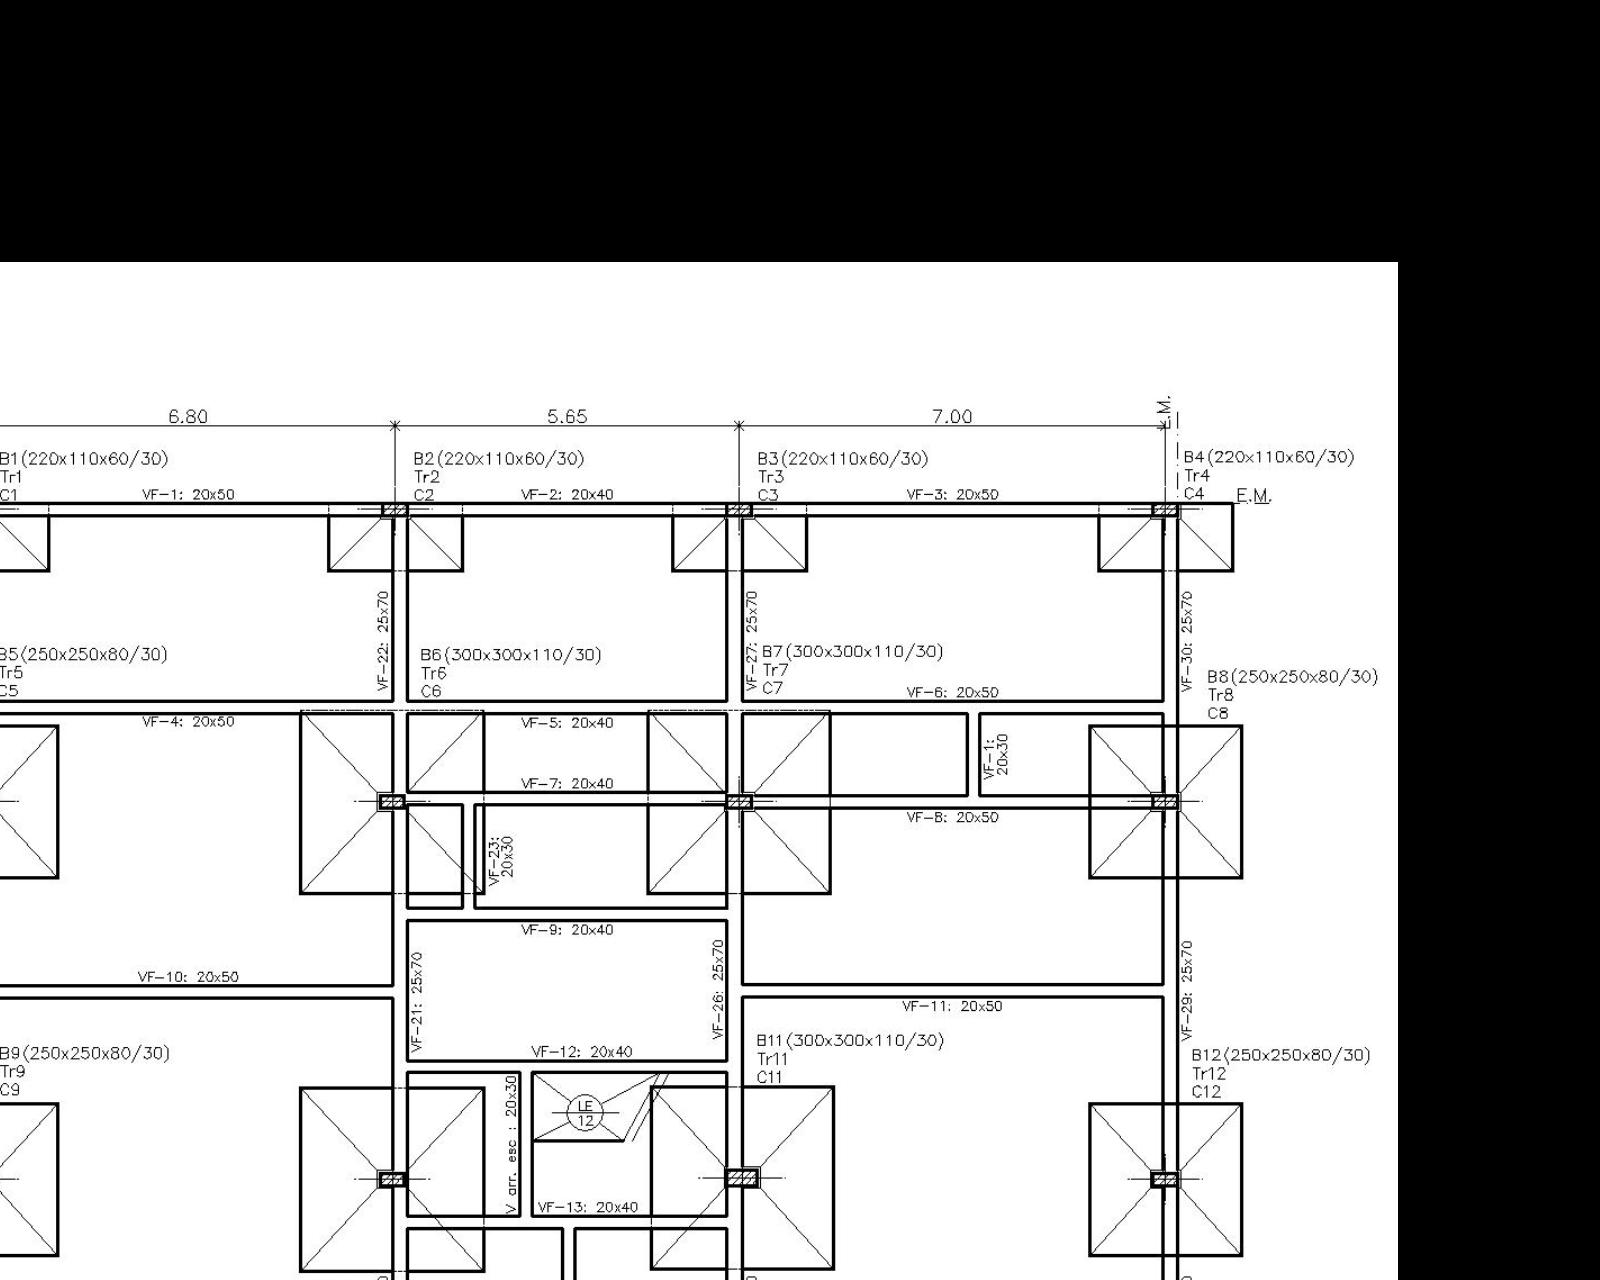 6.80
5.65
7.00
E.M.
B1(220x110x60/30)
Tr1
C1
VF-1: 20x50
B2(220x110x60/30)
Tr2
C2
VF-2: 20x40
B3(220x110x60/30)
Tr3
C3
VF-3: 20x50
B4(220x110x60/30)
Tr4
C4
E.M.
VF-22: 25x70
VF-27: 25x70
VF-30: 25x70
B5(250x250x80/30)
Tr5
C5
B6(300x300x110/30)
Tr6
C6
B7(300x300x110/30)
Tr7
C7
VF-6: 20x50
B8(250x250x80/30)
Tr8
C8
VF-4: 20x50
VF-5: 20x40
VF-1:
20x30
VF-7: 20x40
VF-8: 20x50
VF-23:
20x30
VF-9: 20x40
VF-10: 20x50
VF-21: 25x70
VF-26: 25x70
VF-11: 20x50
VF-29: 25x70
B9(250x250x80/30)
Tr9
C9
VF-12: 20x40
B11(300x300x110/30)
Tr11
C11
B12(250x250x80/30)
Tr12
C12
V arr. esc : 20x30
LE
12
VF-13: 20x40